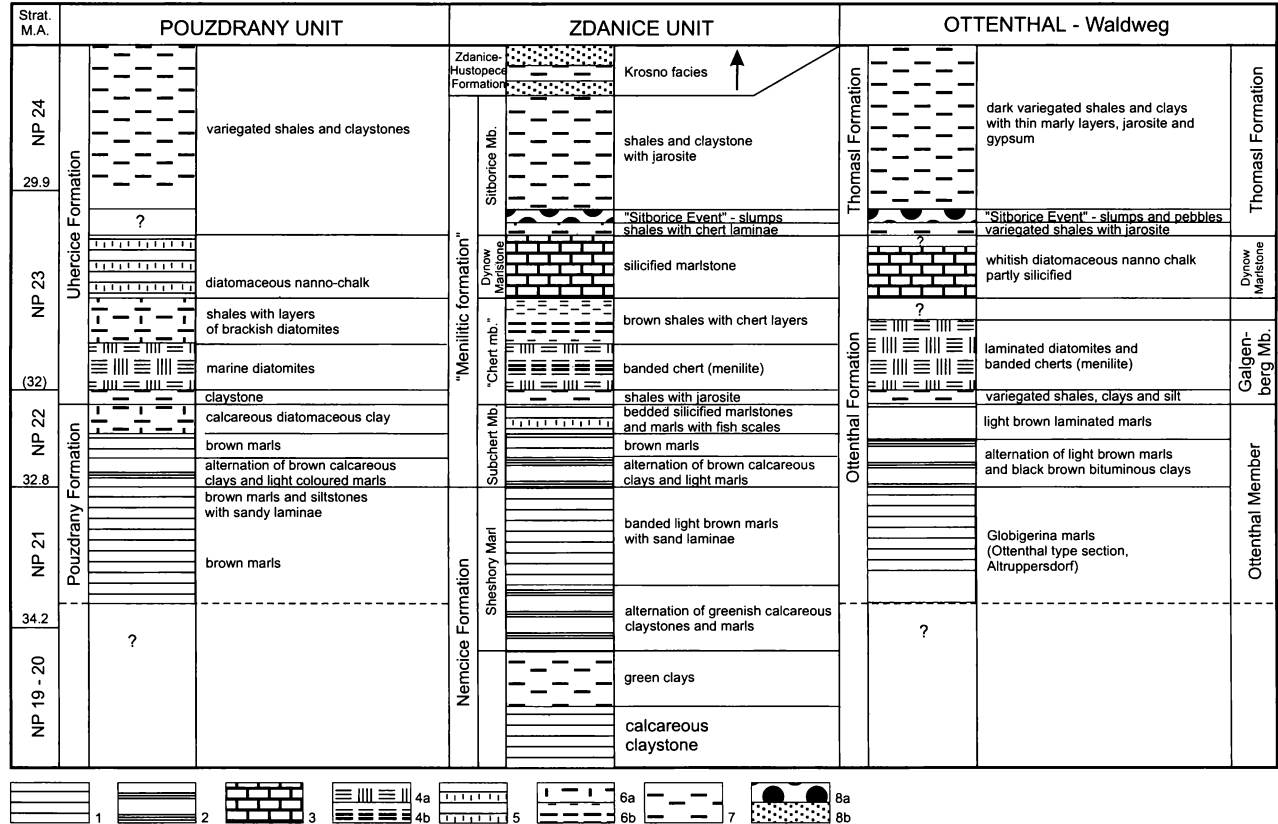 Strat.
M.A.
POUZDRANY UNIT
ZDANICE UNIT
OTTENTHAL - Waldweg
NP 24
29.9
NP 23
(32)
NP 22
32.8
NP 21
34.2
NP 19 - 20
Uhercice Formation
Pouzdrany Formation
variegated shales and claystones
?
diatomaceous nanno-chalk
shales with layers
of brackish diatomites
marine diatomites
claystone
calcareous diatomaceous clay
brown marls
alternation of brown calcareous
clays and light coloured marls
brown marls and siltstones
with sandy laminae
brown marls
?
Zdanice-
Hustopece
Formation
"Menilitic formation"
Nemcice Formation
Sitborice Mb.
Dynow
Marlstone
"Chert mb."
Subchert Mb.
Sheshory Marl
Krosno facies
shales and claystone
with jarosite
"Sitborice Event" - slumps
shales with chert laminae
silicified marlstone
brown shales with chert layers
banded chert (menilite)
shales with jarosite
bedded silicified marlstones
and marls with fish scales
brown marls
alternation of brown calcareous
clays and light marls
banded light brown marls
with sand laminae
alternation of greenish calcareous
claystones and marls
green clays
calcareous
claystone
Thomasl Formation
Ottenthal Formation
dark variegated shales and clays
with thin marly layers, jarosite and
gypsum
"Sitborice Event" - slumps and pebbles
variegated shales with jarosite
?
whitish diatomaceous nanno chalk
partly silicified
?
laminated diatomites and
banded cherts (menilite)
variegated shales, clays and silt
light brown laminated marls
alternation of light brown marls
and black brown bituminous clays
Globigerina marls
(Ottenthal type section,
Altruppersdorf)
?
Thomasl Formation
Dynow
Marlstone
Galgen-
berg Mb.
Ottenthal Member
1
2
3
4a
4b
5
6a
6b
7
8a
8b